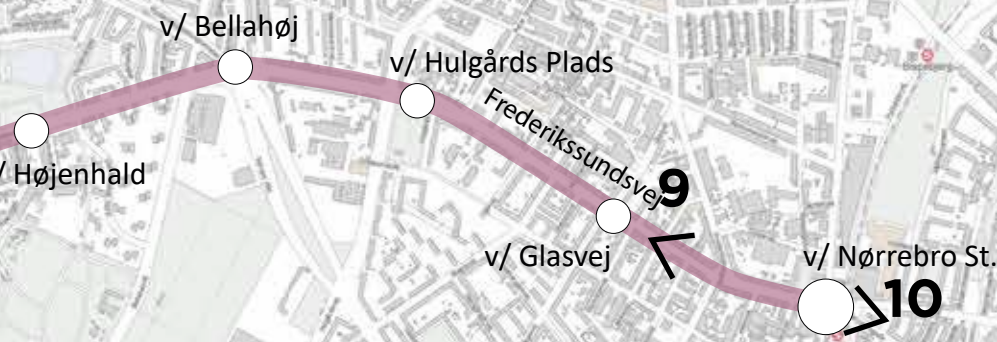 v/ Bellahøj
v/ Hulgårds Plads
Frederikssundsvej
/ Højenhald
9
v/ Glasvej
v/ Nørrebro St.
10